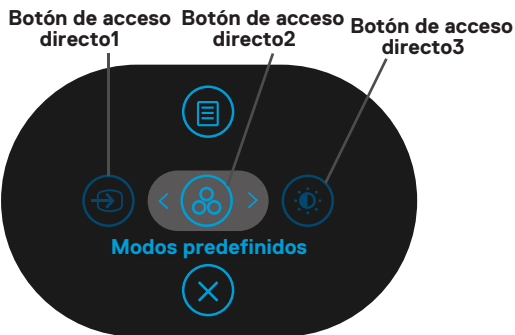 Botón de acceso
directo1
Botón de acceso
directo2
Botón de acceso
directo3
Modos predefinidos